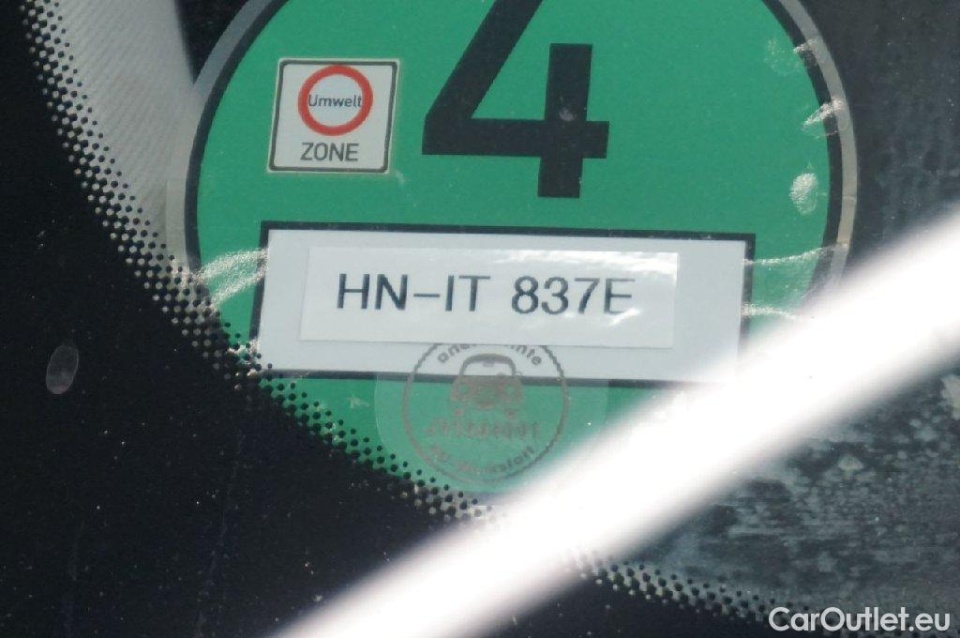 4
Umwelt
ZONE
HN-IT 837E
CarOutlet.eu